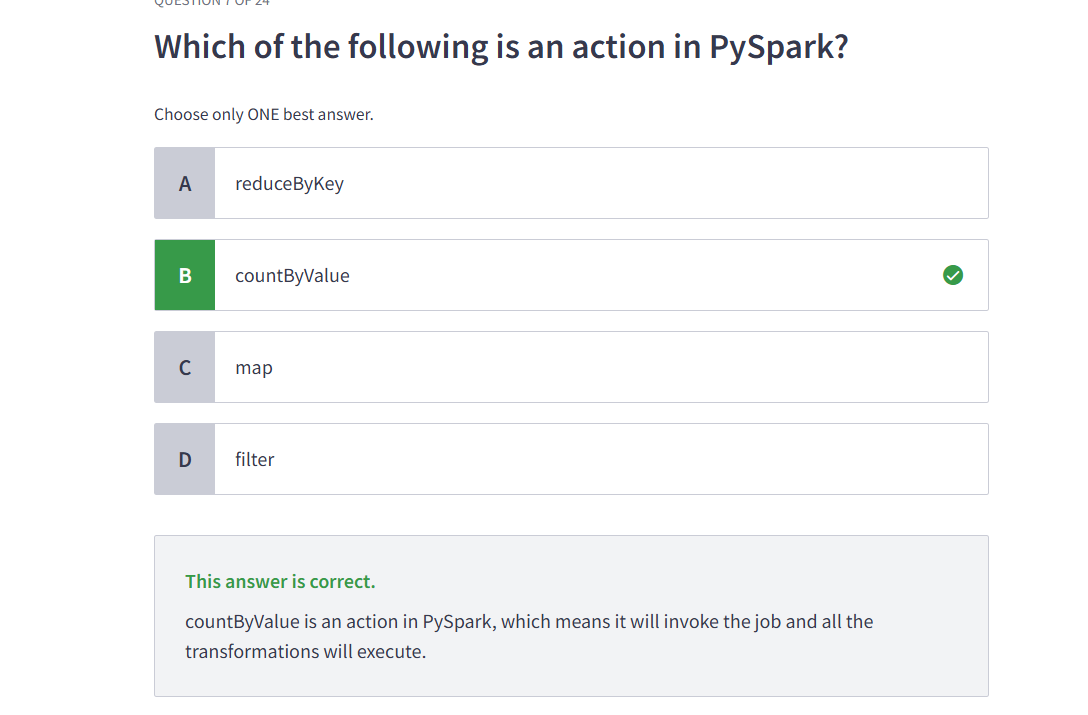 QUESTION 7 OF 24
Which of the following is an action in PySpark?
Choose only ONE best answer.
A
reduceByKey
B
countByValue
C
map
D
filter
This answer is correct.
countByValue is an action in PySpark, which means it will invoke the job and all the
transformations will execute.